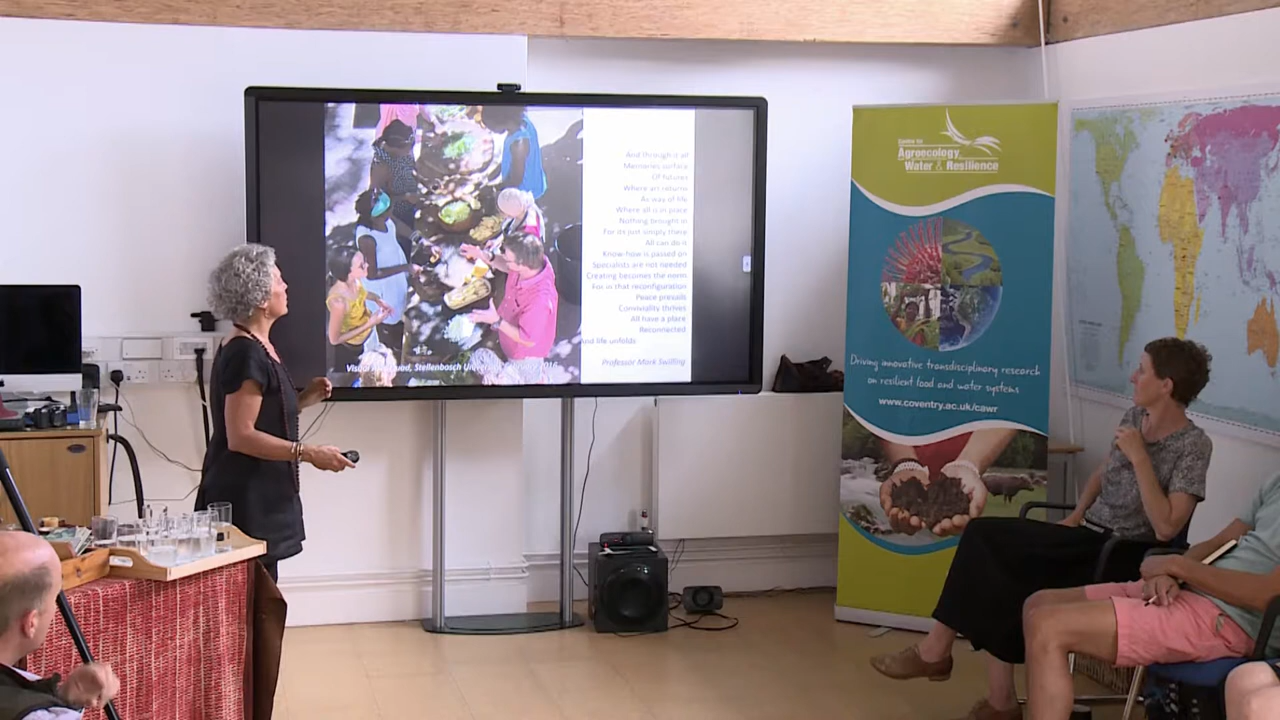 And through it all
Memories surface
Of futures
Where art returns
As way of life
Where all is in place
Nothing brought in
For its not simply there
All can do is
Know-how is passed on
Specialists are not needed
Creating becomes the norm
For in that reconfiguration
Peace prevails
Conviviality thrives
All have a place
Reconnected
And life unfolds
Professor Mark Swilling
Stellenbosch
2016
Centre for
Agroecology
Water & Resilience
Driving innovative transdisciplinary research
on resilient food and water systems
www.coventry.ac.uk/cawr